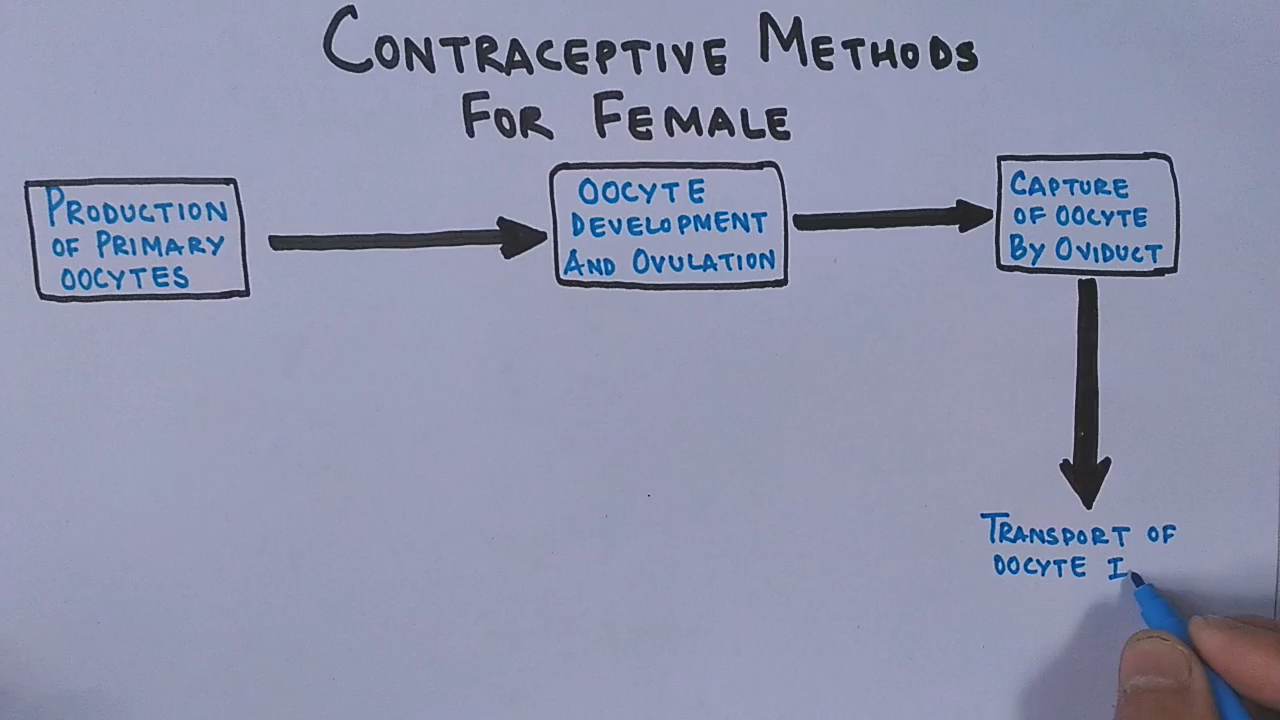 CONTRACEPTIVE METHODS
FOR FEMALE
PRODUCTION
OF PRIMARY
OOCYTES
OOCYTE
DEVELOPMENT
AND OVULATION
CAPTURE
OF OOCYTE
BY OVIDUCT
TRANSPORT OF
OOCYTE I